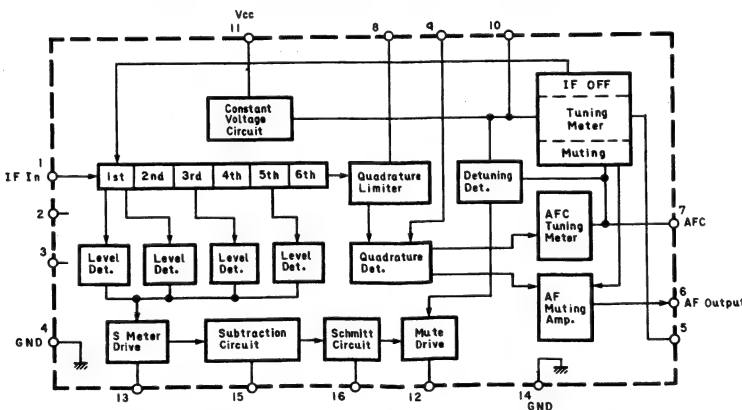 Vcc
11
8
9
10
IF OFF
Tuning
Meter
Muting
Constant
Voltage
Circuit
1
IF In
1st 2nd 3rd 4th 5th 6th
Quadrature
Limiter
Detuning
Det.
2
AFC
Tuning
Meter
7
AFC
3
Level
Det.
Level
Det.
Level
Det.
Level
Det.
Quadrature
Det.
AF
Muting
Amp.
6
AF Output
4
GND
S Meter
Drive
Subtraction
Circuit
Schmitt
Circuit
Mute
Drive
5
13
15
16
12
14
GND